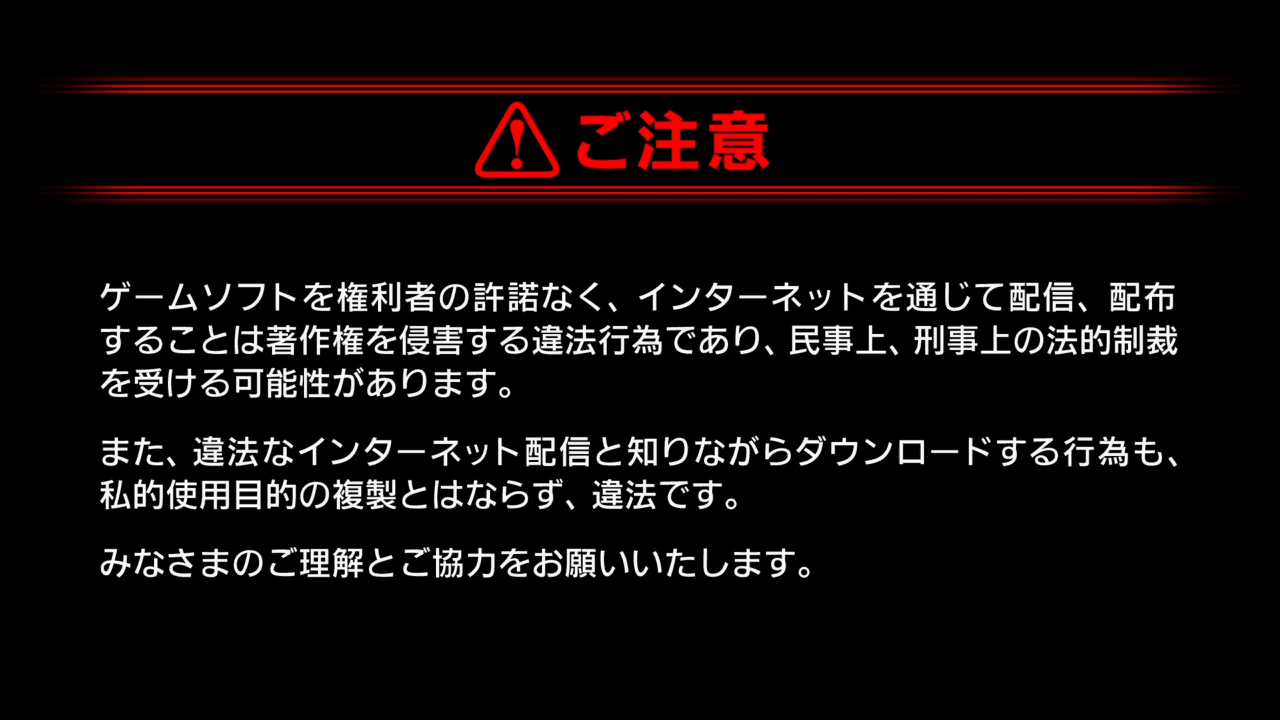 ご注意
ゲームソフトを権利者の許諾なく、インターネットを通じて配信、配布
することは著作権を侵害する違法行為であり、民事上、刑事上の法的制裁
を受ける可能性があります。
また、違法なインターネット配信と知りながらダウンロードする行為も、
私的使用目的の複製とはならず、違法です。
みなさまのご理解とご協力をお願いいたします。